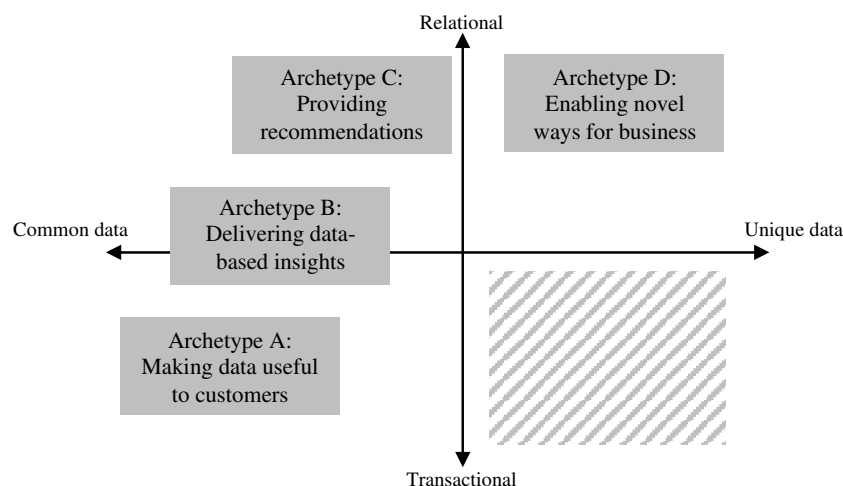 Relational
Archetype C:
Providing
recommendations
Archetype D:
Enabling novel
ways for business
Common data
Archetype B:
Delivering data-
based insights
Unique data
Archetype A:
Making data useful
to customers
Transactional